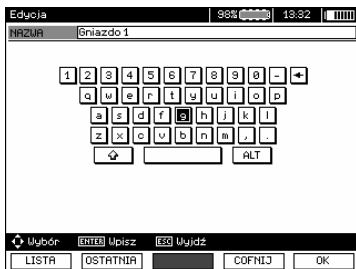 Edycja 98% 13:32
NAZWA Gniazdo 1
1 2 3 4 5 6 7 8 9 0 -
q w e r t y u i o p
a s d f g h j k l
z x c v b n m , .
ALT
Wybór ENTER Wpisz ESC Wyjdź
LISTA OSTATNIA COFNIJ OK